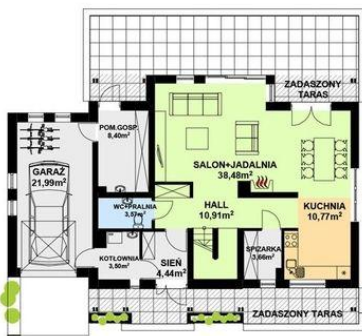 ZADASZONY
TARAS
POM.GOSP.
8,40m²
GARAŻ
21,99m²
SALON+JADALNIA
38,48m²
WC+PRALNIA
3,57m²
HALL
10,91m²
KUCHNIA
10,77m²
SPIŻARKA
3,66m²
KOTŁOWNIA
3,50m²
SIEŃ
4,44m²
ZADASZONY TARAS